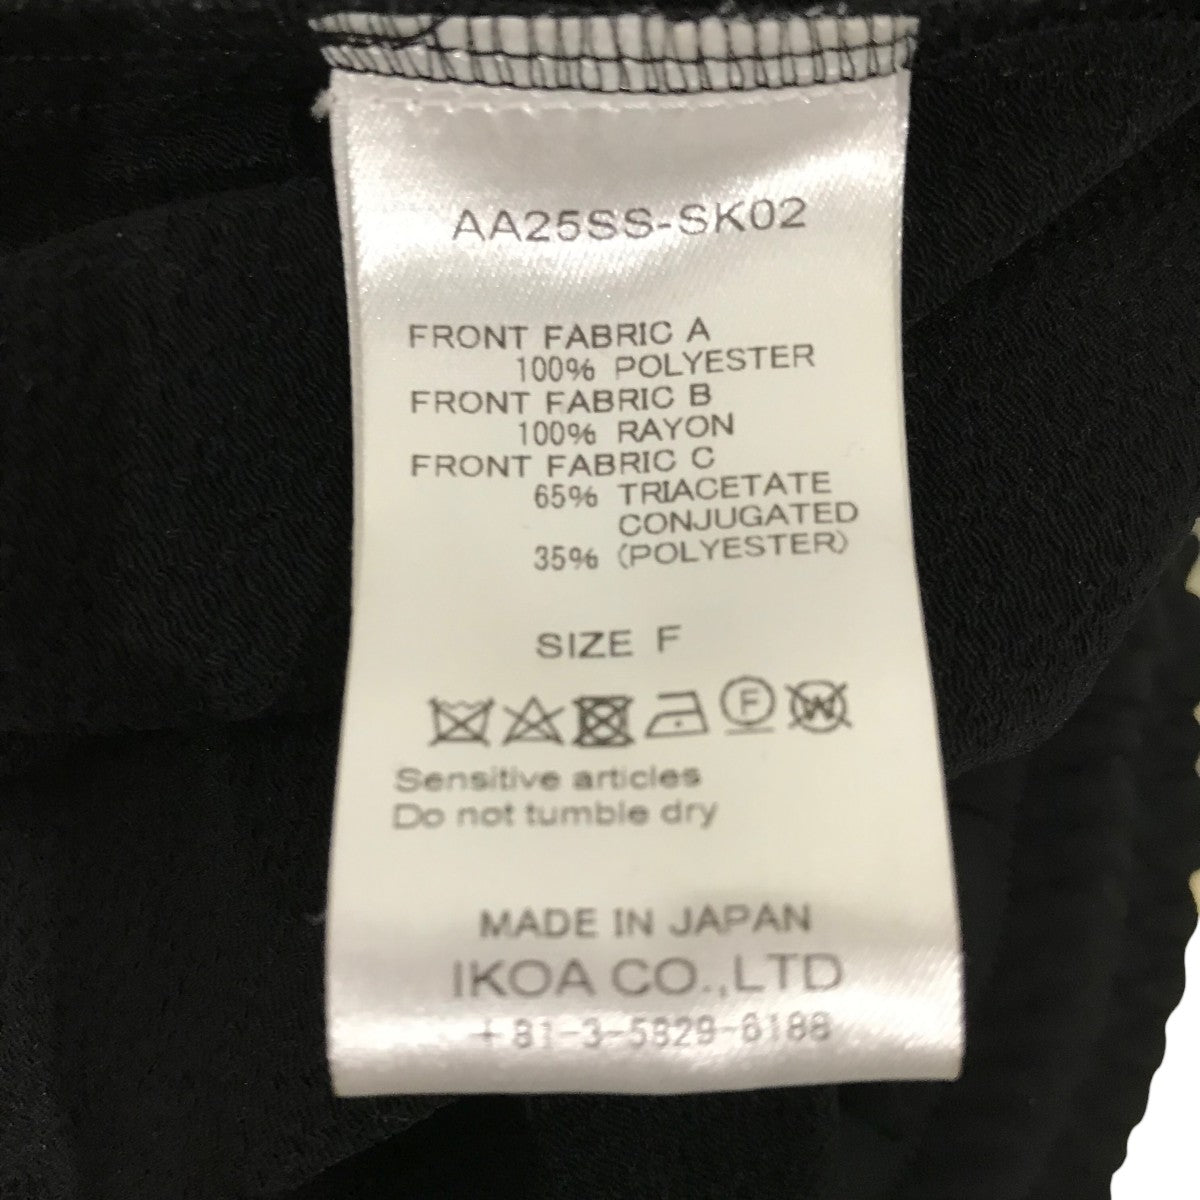 AA25SS-SK02
FRONT FABRIC A
100% POLYESTER
FRONT FABRIC B
100% RAYON
FRONT FABRIC C
65% TRIACETATE
CONJUGATED
35% (POLYESTER)
SIZE F
F W
Sensitive articles
Do not tumble dry
MADE IN JAPAN
IKOA CO.,LTD
+81-3-5829-6188